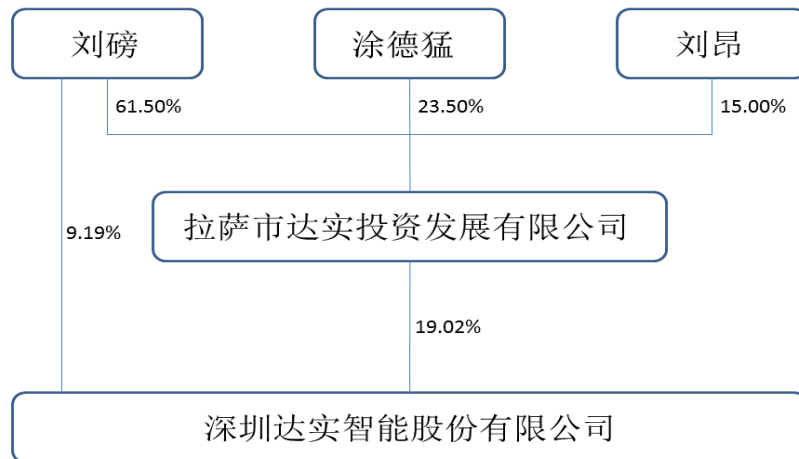 刘磅
涂德猛
刘昂
61.50%
23.50%
15.00%
拉萨市达实投资发展有限公司
9.19%
19.02%
深圳达实智能股份有限公司